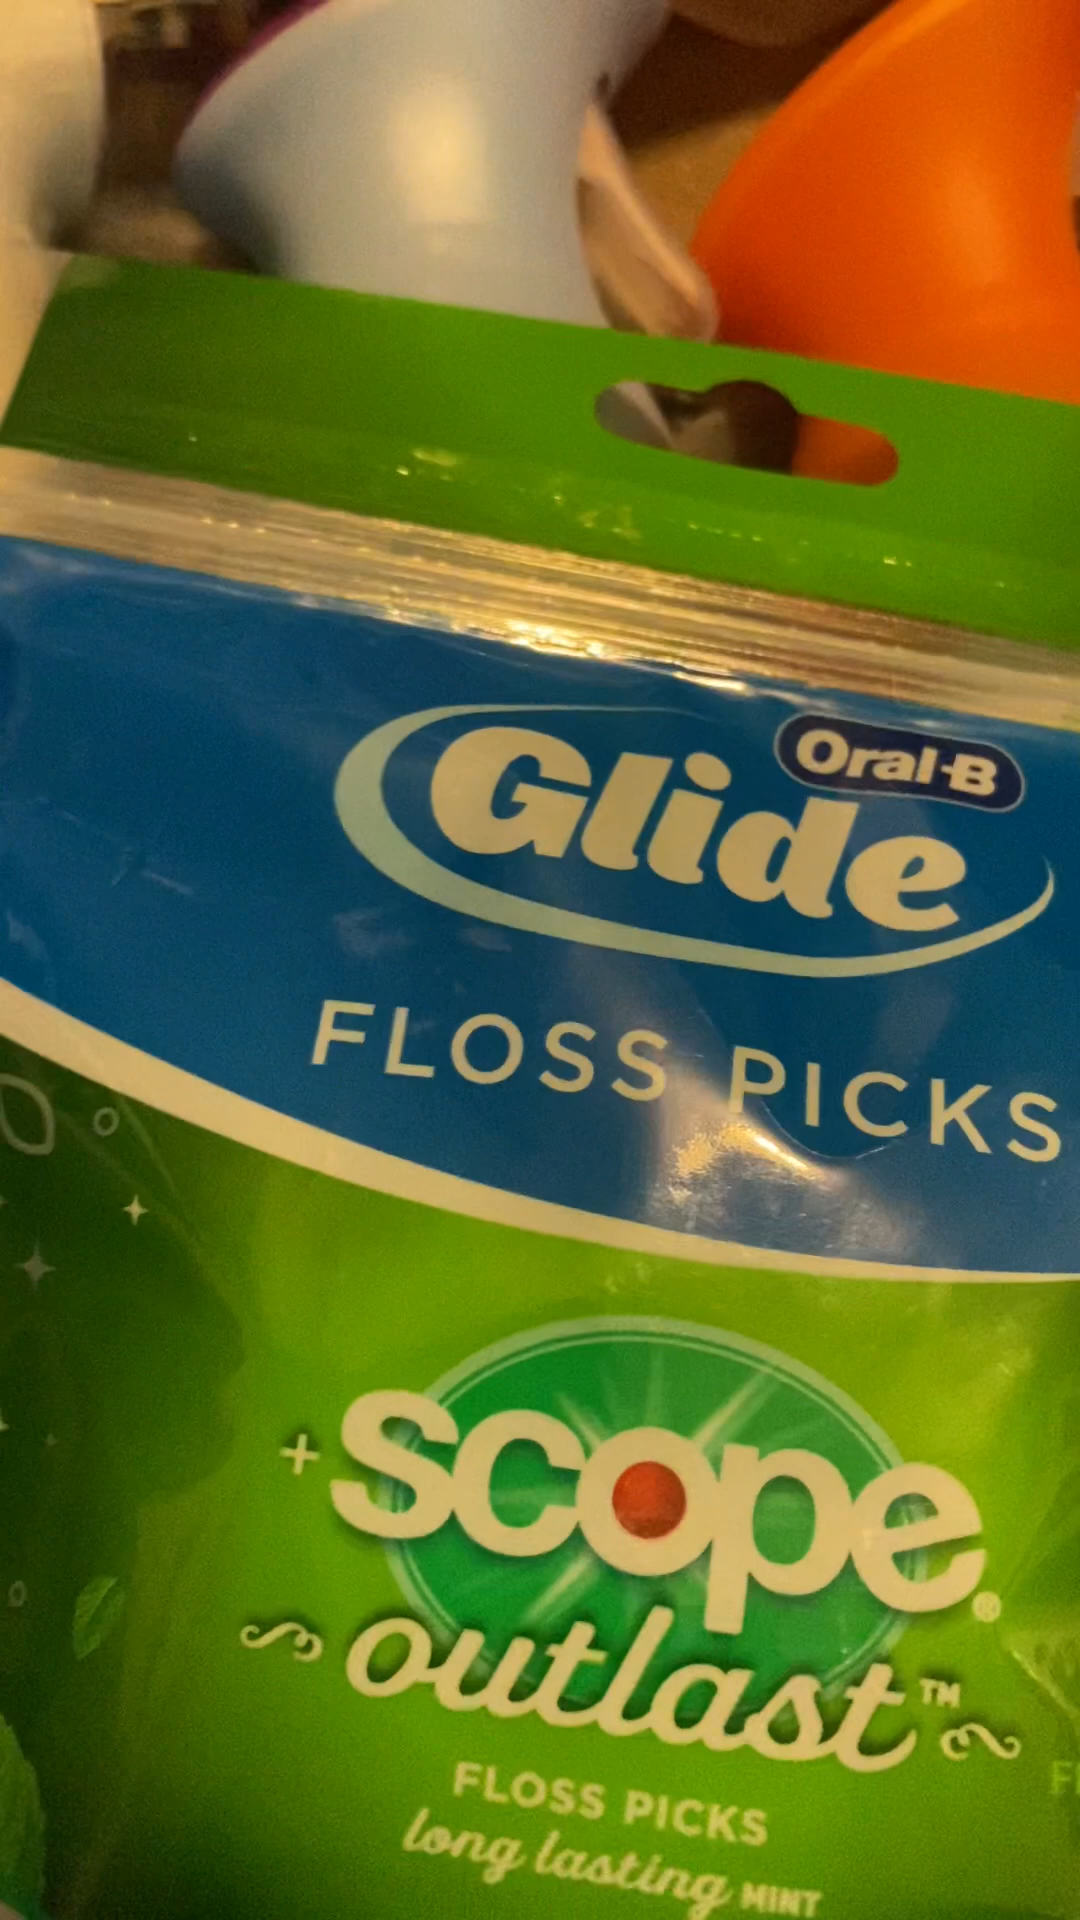 Oral-B
Glide
FLOSS PICKS
+ scope®
outlast™
FLOSS PICKS
long lasting MINT